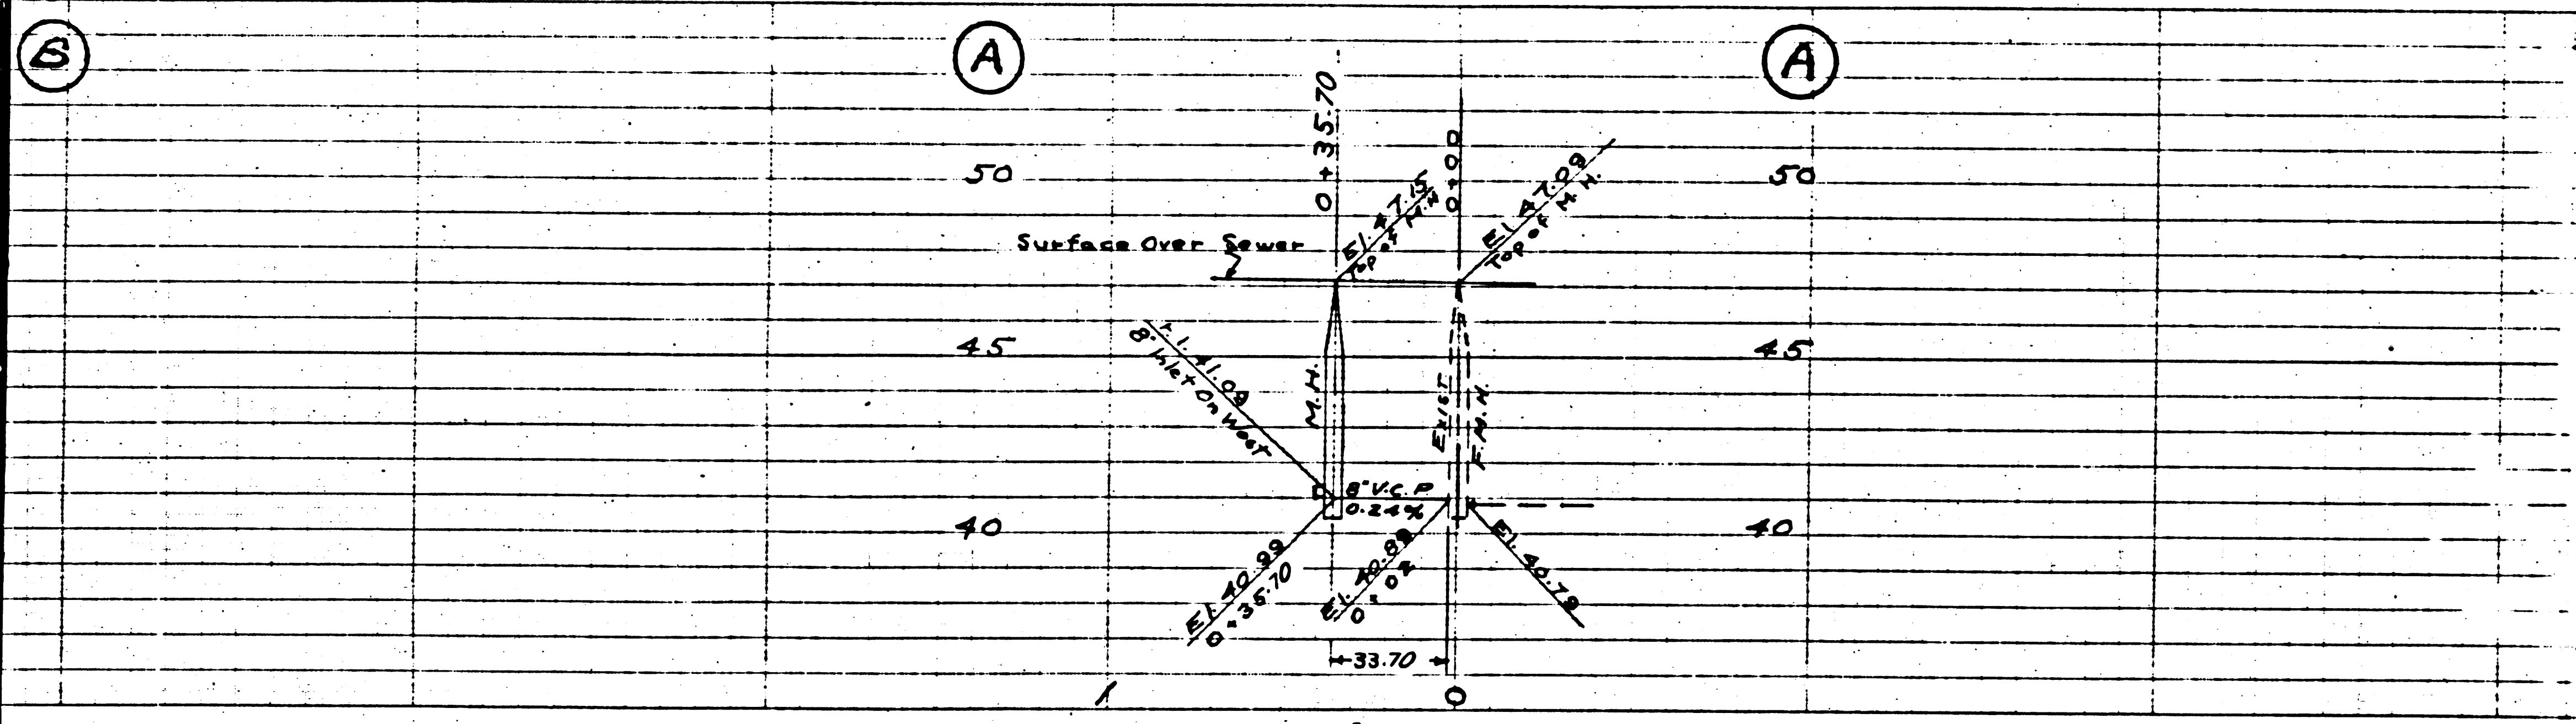 B
A
A
0+35.70
0+00
50
50
El. 47.15
Top of M.H
El. 47.09
Top of M.H.
Surface Over Sewer
45
45
41.09
8" Inlet On West
M.H.
EXIST
F.M.H.
8" V.C.P
0.24%
40
40
El. 40.99
0+35.70
El. 40.89
0+02
El. 40.79
33.70
1
0